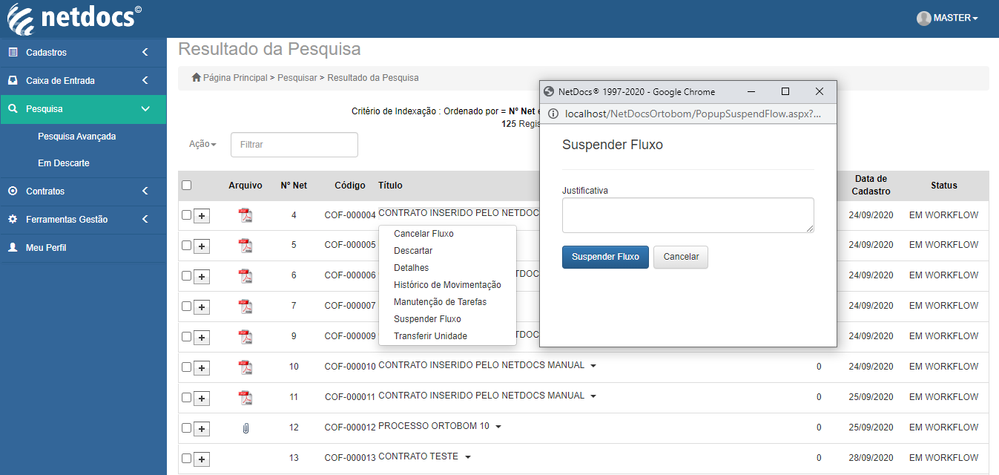 netdocs©
MASTER
Cadastros
Caixa de Entrada
Pesquisa
Pesquisa Avançada
Em Descarte
Contratos
Ferramentas Gestão
Meu Perfil
Resultado da Pesquisa
Página Principal > Pesquisar > Resultado da Pesquisa
Critério de Indexação : Ordenado por = Nº Net
125 Regis
Ação
Filtrar
Arquivo Nº Net Código Título Data de Cadastro Status
4 COF-000004 CONTRATO INSERIDO PELO NETDOC 24/09/2020 EM WORKFLOW
5 COF-000005 24/09/2020 EM WORKFLOW
6 COF-000006 TDOC 24/09/2020 EM WORKFLOW
7 COF-000007 24/09/2020 EM WORKFLOW
9 COF-000009 TDOC 24/09/2020 EM WORKFLOW
10 COF-000010 CONTRATO INSERIDO PELO NETDOCS MANUAL 0 24/09/2020 EM WORKFLOW
11 COF-000011 CONTRATO INSERIDO PELO NETDOCS MANUAL 0 25/09/2020 EM WORKFLOW
12 COF-000012 PROCESSO ORTOBOM 10 0 25/09/2020 EM WORKFLOW
13 COF-000013 CONTRATO TESTE 0 28/09/2020 EM WORKFLOW
Cancelar Fluxo
Descartar
Detalhes
Histórico de Movimentação
Manutenção de Tarefas
Suspender Fluxo
Transferir Unidade
NetDocs® 1997-2020 - Google Chrome
localhost/NetDocsOrtobom/PopupSuspendFlow.aspx?...
Suspender Fluxo
Justificativa
Suspender Fluxo
Cancelar